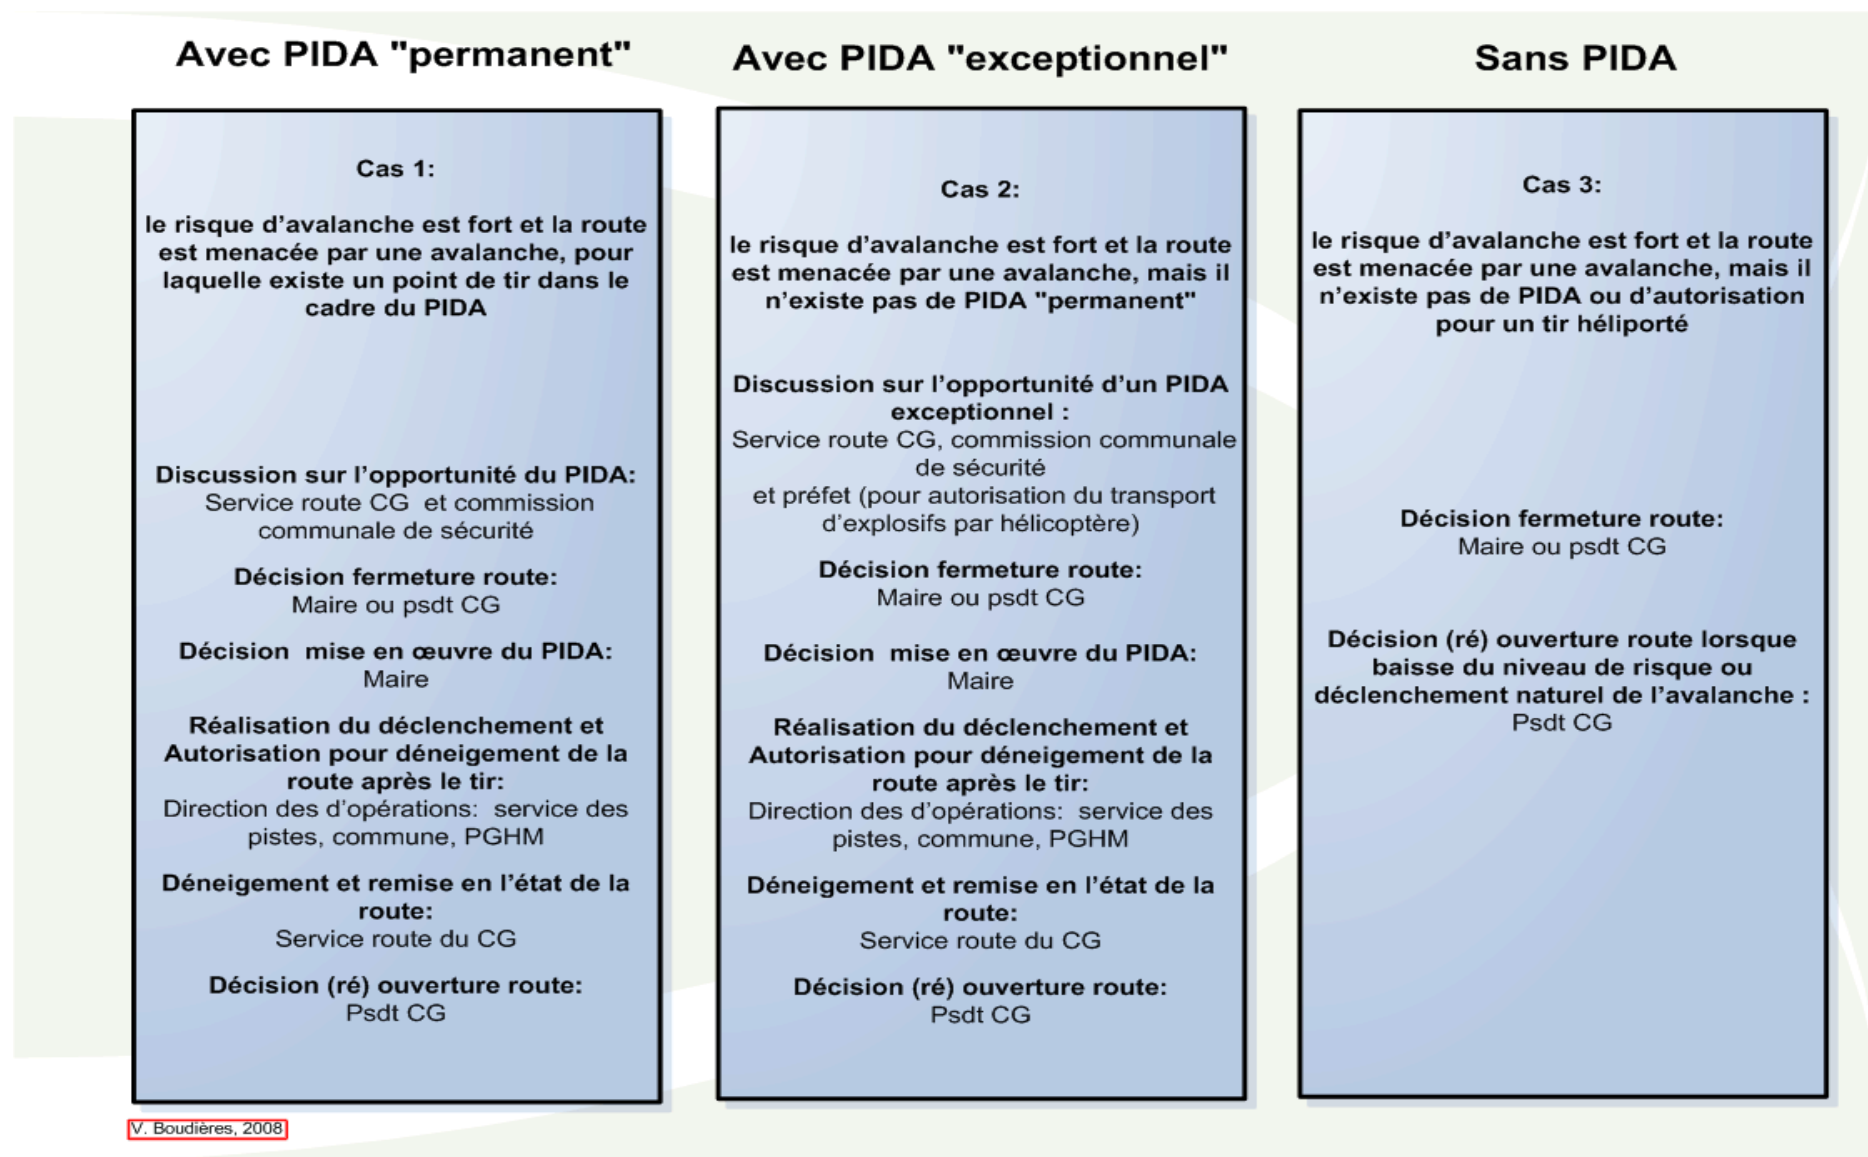 Avec PIDA "permanent"
Cas 1:
le risque d’avalanche est fort et la route
est menacée par une avalanche, pour
laquelle existe un point de tir dans le
cadre du PIDA
Discussion sur l’opportunité du PIDA:
Service route CG et commission
communale de sécurité
Décision fermeture route:
Maire ou psdt CG
Décision mise en œuvre du PIDA:
Maire
Réalisation du déclenchement et
Autorisation pour déneigement de la
route après le tir:
Direction des d’opérations: service des
pistes, commune, PGHM
Déneigement et remise en l’état de la
route:
Service route du CG
Décision (ré) ouverture route:
Psdt CG
Avec PIDA "exceptionnel"
Cas 2:
le risque d’avalanche est fort et la route
est menacée par une avalanche, mais il
n’existe pas de PIDA "permanent"
Discussion sur l’opportunité d’un PIDA
exceptionnel :
Service route CG, commission communale
de sécurité
et préfet (pour autorisation du transport
d’explosifs par hélicoptère)
Décision fermeture route:
Maire ou psdt CG
Décision mise en œuvre du PIDA:
Maire
Réalisation du déclenchement et
Autorisation pour déneigement de la
route après le tir:
Direction des d’opérations: service des
pistes, commune, PGHM
Déneigement et remise en l’état de la
route:
Service route du CG
Décision (ré) ouverture route:
Psdt CG
Sans PIDA
Cas 3:
le risque d’avalanche est fort et la route
est menacée par une avalanche, mais il
n’existe pas de PIDA ou d’autorisation
pour un tir héliporté
Décision fermeture route:
Maire ou psdt CG
Décision (ré) ouverture route lorsque
baisse du niveau de risque ou
déclenchement naturel de l’avalanche :
Psdt CG
V. Boudières, 2008